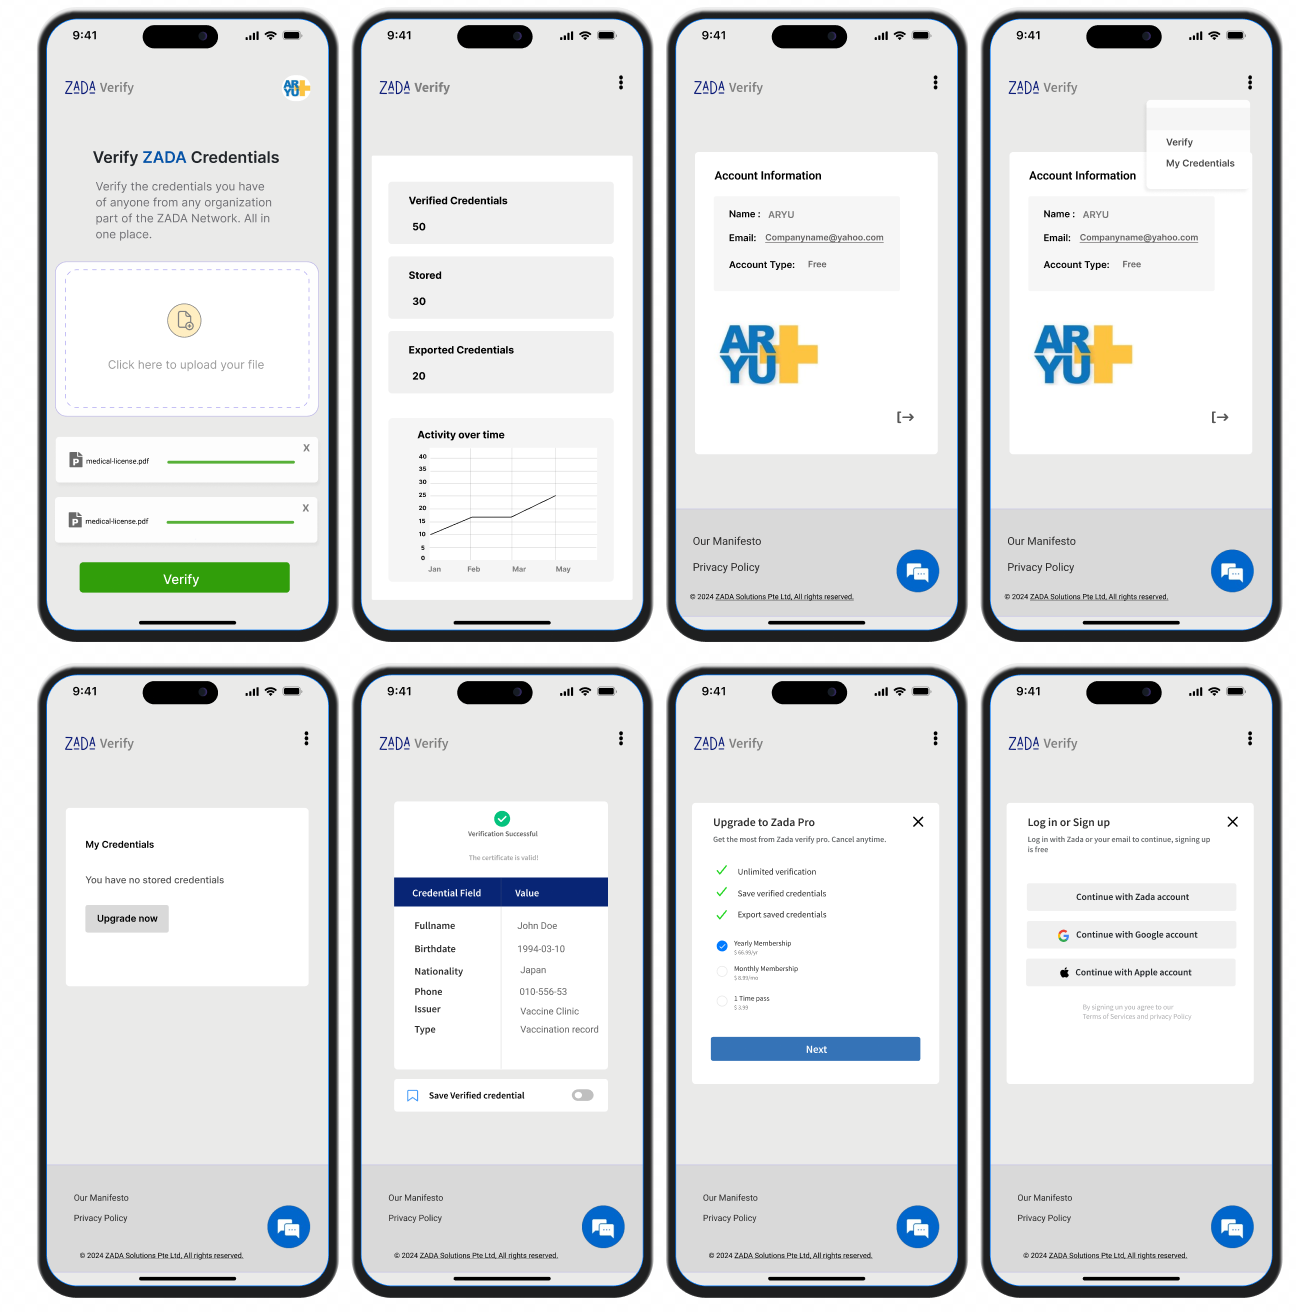 9:41
ZADA Verify
ARYU
Verify ZADA Credentials
Verify the credentials you have
of anyone from any organization
part of the ZADA Network. All in
one place.
Click here to upload your file
P medical-license.pdf
X
P medical-license.pdf
X
Verify
9:41
ZADA Verify
Verified Credentials
50
Stored
30
Exported Credentials
20
Activity over time
40
35
30
25
20
15
10
5
0
Jan Feb Mar May
9:41
ZADA Verify
Account Information
Name : ARYU
Email: Companyname@yahoo.com
Account Type: Free
AR
YU
Our Manifesto
Privacy Policy
© 2024 ZADA Solutions Pte Ltd, All rights reserved.
9:41
ZADA Verify
Verify
My Credentials
Account Information
Name : ARYU
Email: Companyname@yahoo.com
Account Type: Free
AR
YU
Our Manifesto
Privacy Policy
© 2024 ZADA Solutions Pte Ltd, All rights reserved.
9:41
ZADA Verify
My Credentials
You have no stored credentials
Upgrade now
Our Manifesto
Privacy Policy
© 2024 ZADA Solutions Pte Ltd, All rights reserved.
9:41
ZADA Verify
Verification Successful
The certificate is valid!
Credential Field Value
Fullname John Doe
Birthdate 1994-03-10
Nationality Japan
Phone 010-556-53
Issuer Vaccine Clinic
Type Vaccination record
Save Verified credential
Our Manifesto
Privacy Policy
© 2024 ZADA Solutions Pte Ltd, All rights reserved.
9:41
ZADA Verify
Upgrade to Zada Pro
Get the most from Zada verify pro. Cancel anytime.
Unlimited verification
Save verified credentials
Export saved credentials
Yearly Membership
$ 66.99/yr
Monthly Membership
$ 8.99/mo
1 Time pass
$ 3.99
Next
Our Manifesto
Privacy Policy
© 2024 ZADA Solutions Pte Ltd, All rights reserved.
9:41
ZADA Verify
Log in or Sign up
Log in with Zada or your email to continue, signing up
is free
Continue with Zada account
Continue with Google account
Continue with Apple account
By signing un you agree to our
Terms of Services and privacy Policy
Our Manifesto
Privacy Policy
© 2024 ZADA Solutions Pte Ltd, All rights reserved.